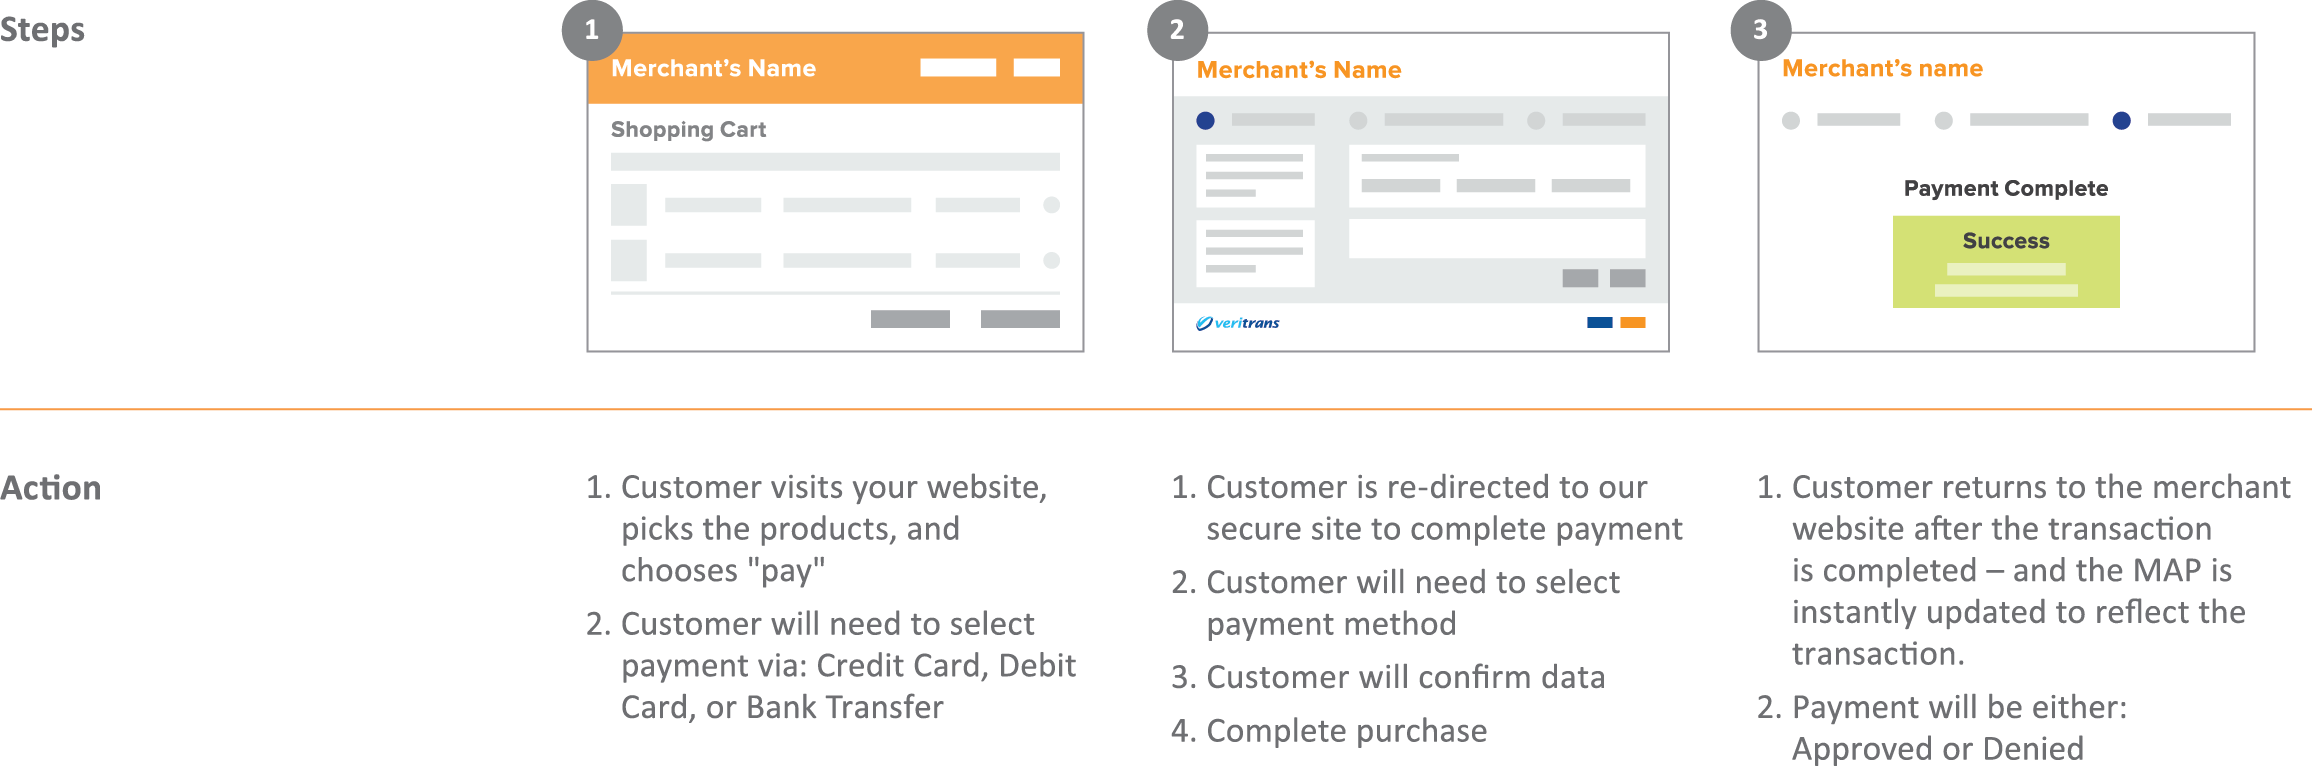 Steps
1
Merchant's Name
Shopping Cart
2
Merchant's Name
veritrans
3
Merchant's name
Payment Complete
Success
Action
1. Customer visits your website,
picks the products, and
chooses "pay"
2. Customer will need to select
payment via: Credit Card, Debit
Card, or Bank Transfer
1. Customer is re-directed to our
secure site to complete payment
2. Customer will need to select
payment method
3. Customer will confirm data
4. Complete purchase
1. Customer returns to the merchant
website after the transaction
is completed – and the MAP is
instantly updated to reflect the
transaction.
2. Payment will be either:
Approved or Denied